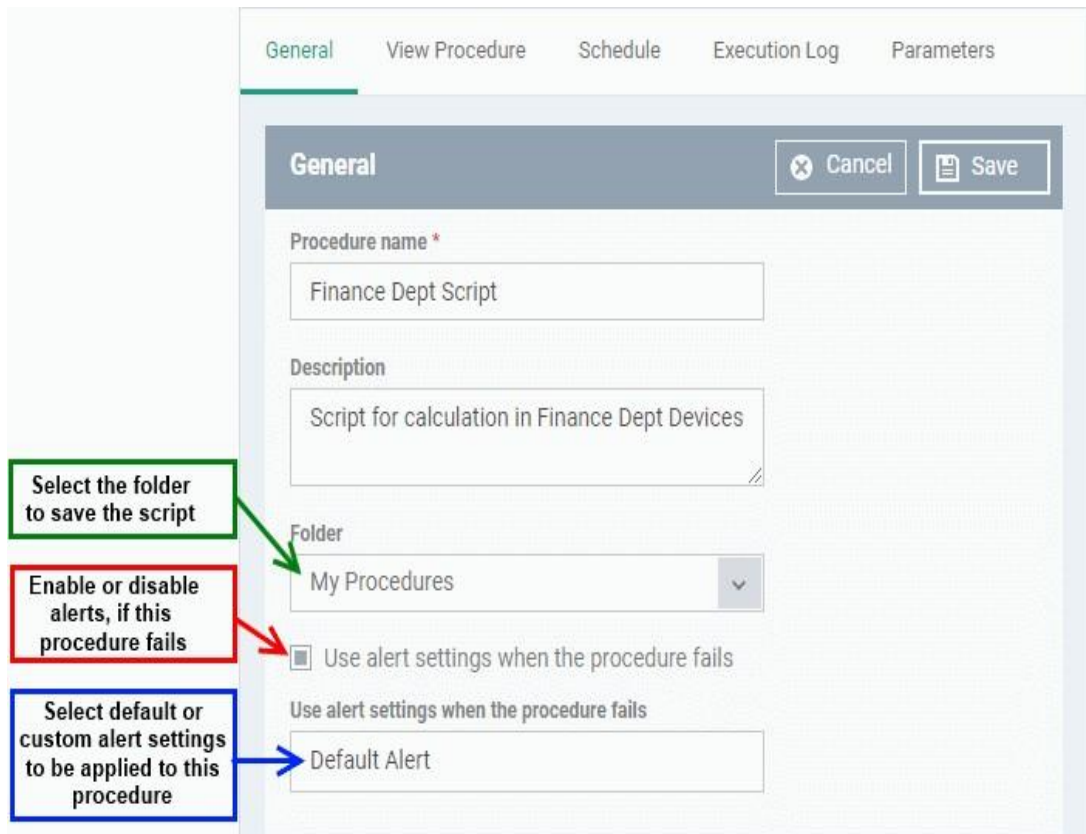 General View Procedure Schedule Execution Log Parameters
General
Cancel
Save
Procedure name *
Finance Dept Script
Description
Script for calculation in Finance Dept Devices
Select the folder
to save the script
Folder
My Procedures
Enable or disable
alerts, if this
procedure fails
Use alert settings when the procedure fails
Select default or
custom alert settings
to be applied to this
procedure
Use alert settings when the procedure fails
Default Alert